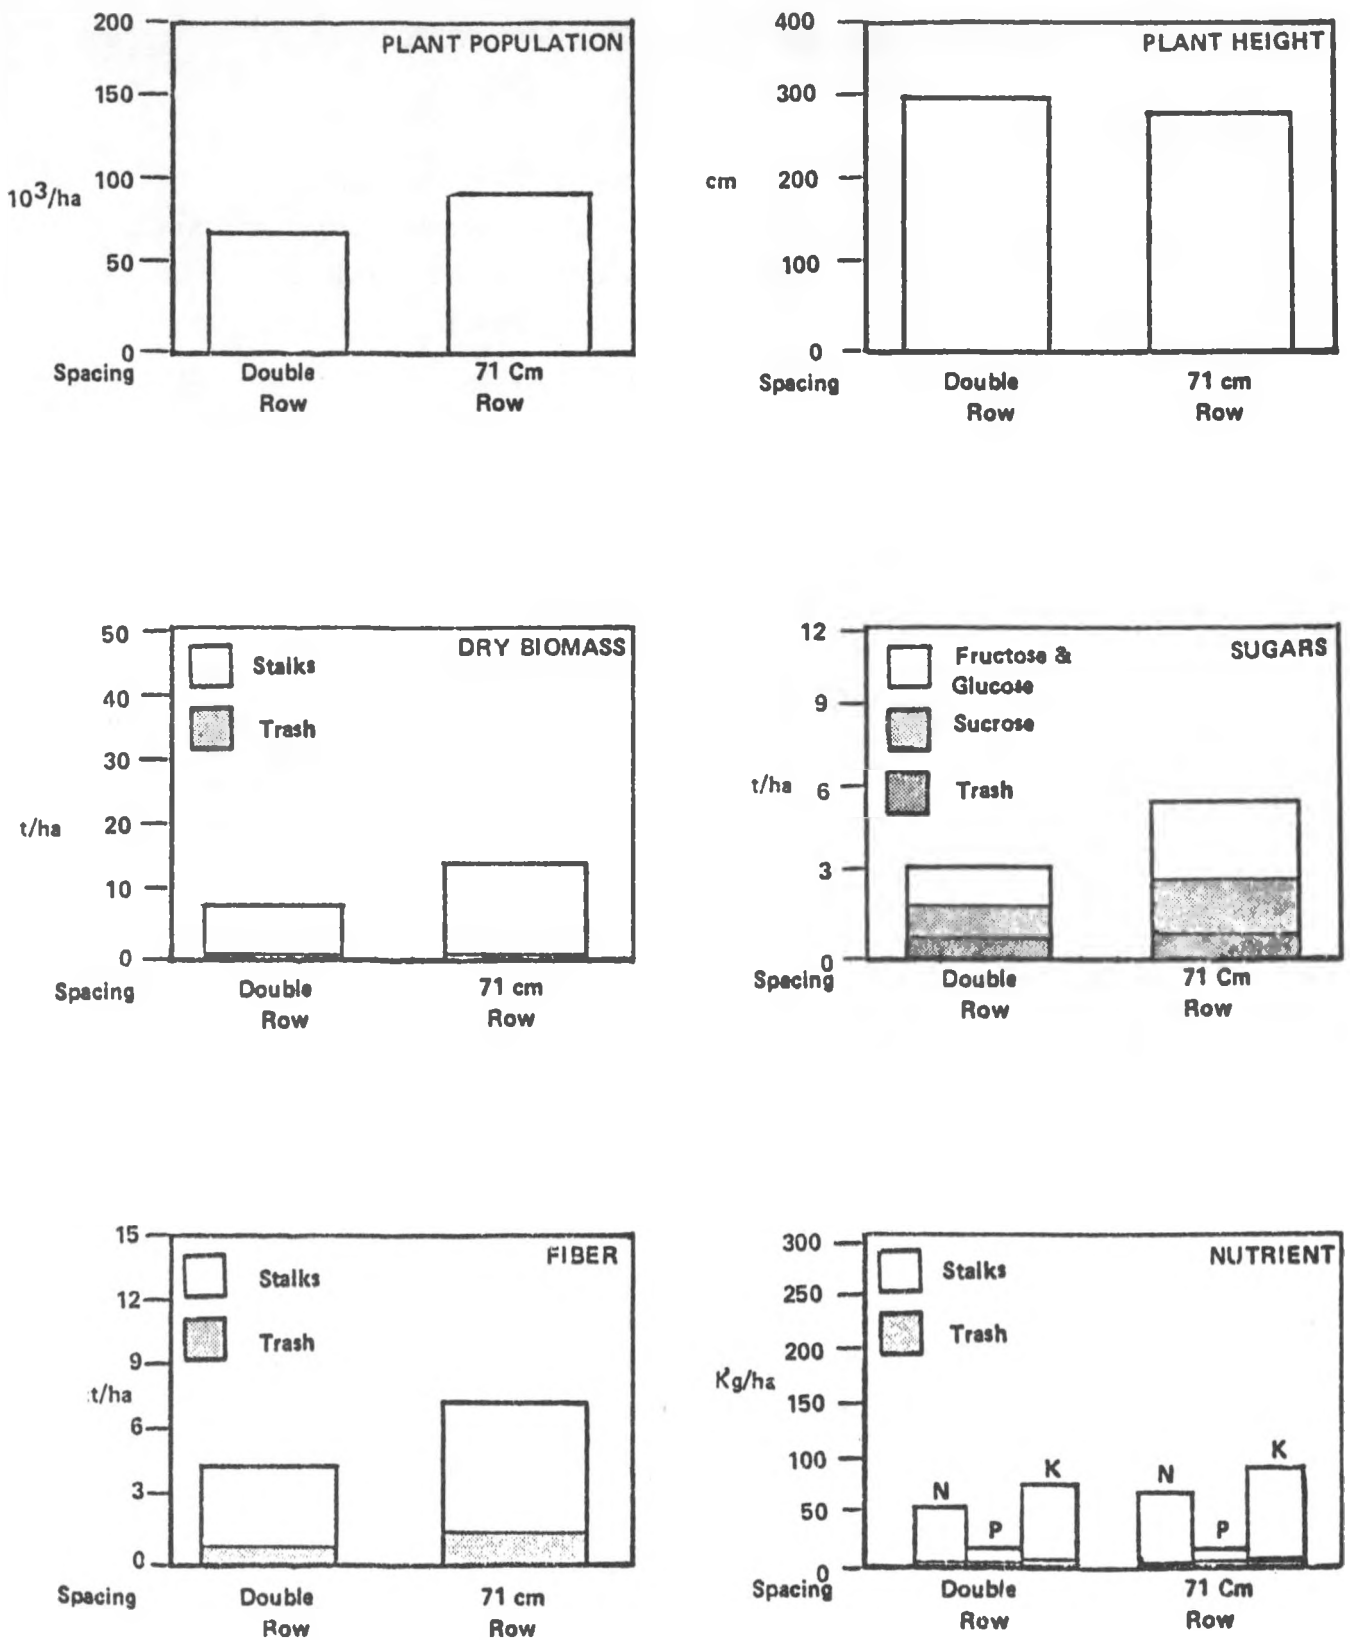 PLANT POPULATION
200
150
100
50
0
10³/ha
Spacing
Double
Row
71 Cm
Row
PLANT HEIGHT
400
300
200
100
0
cm
Spacing
Double
Row
71 cm
Row
DRY BIOMASS
50
40
30
20
10
0
t/ha
Stalks
Trash
Spacing
Double
Row
71 cm
Row
SUGARS
12
9
6
3
0
t/ha
Fructose &
Glucose
Sucrose
Trash
Spacing
Double
Row
71 Cm
Row
FIBER
15
12
9
6
3
0
t/ha
Stalks
Trash
Spacing
Double
Row
71 cm
Row
NUTRIENT
300
250
200
150
100
50
0
Kg/ha
Stalks
Trash
N
P
K
N
P
K
Spacing
Double
Row
71 Cm
Row